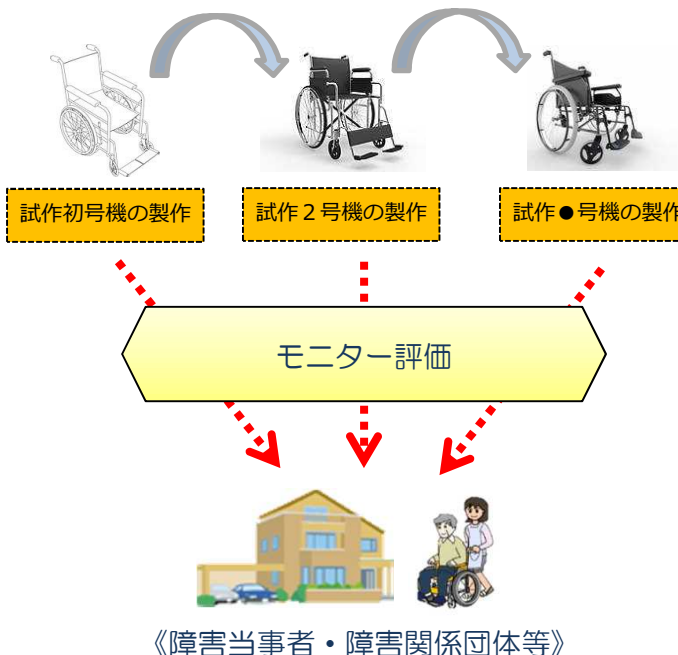 試作初号機の製作
試作２号機の製作
試作●号機の製作
モニター評価
《障害当事者・障害関係団体等》